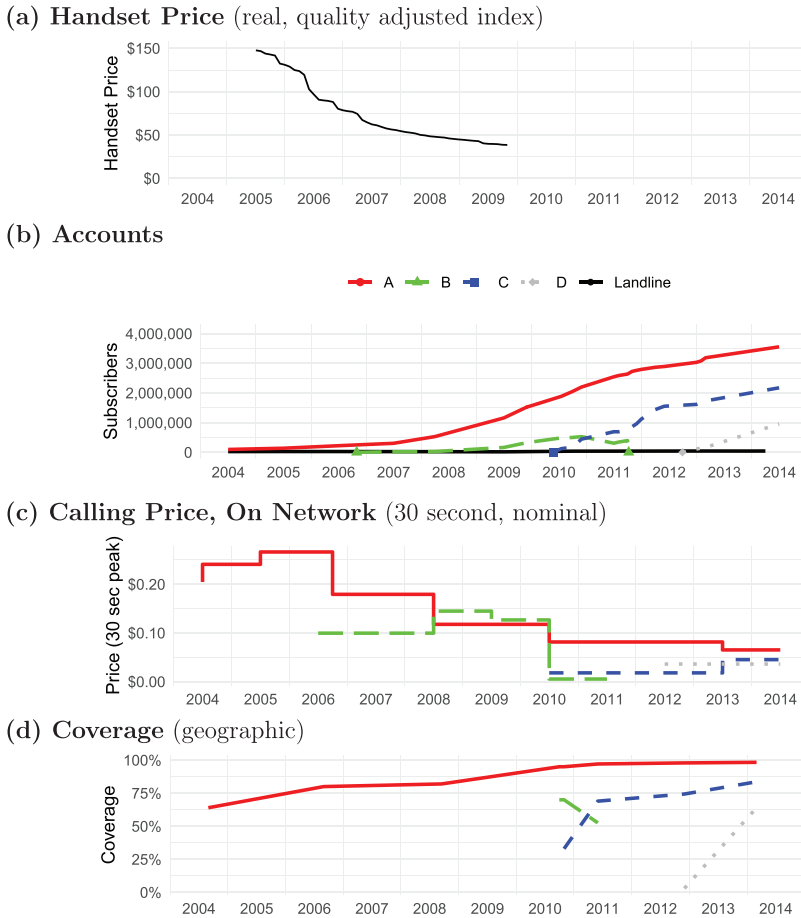 (a) Handset Price (real, quality adjusted index)
Handset Price
$150
$100
$50
$0
2004 2005 2006 2007 2008 2009 2010 2011 2012 2013 2014
(b) Accounts
A B C D Landline
Subscribers
4,000,000
3,000,000
2,000,000
1,000,000
0
2004 2005 2006 2007 2008 2009 2010 2011 2012 2013 2014
(c) Calling Price, On Network (30 second, nominal)
Price (30 sec peak)
$0.20
$0.10
$0.00
2004 2005 2006 2007 2008 2009 2010 2011 2012 2013 2014
(d) Coverage (geographic)
Coverage
100%
75%
50%
25%
0%
2004 2005 2006 2007 2008 2009 2010 2011 2012 2013 2014